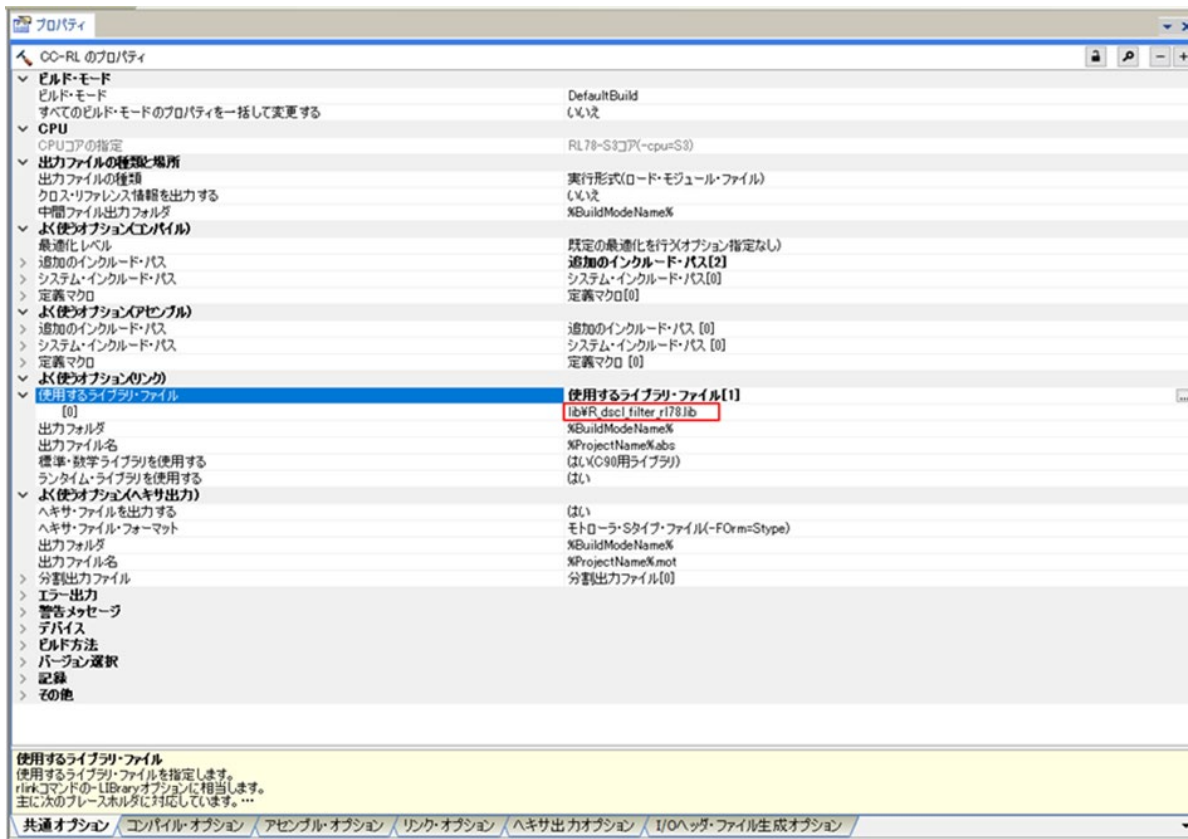 プロパティ
CC-RL のプロパティ
ビルド・モード
ビルド・モード DefaultBuild
すべてのビルド・モードのプロパティを一括して変更する いいえ
CPU
CPUコアの指定 RL78-S3コア(-cpu=S3)
出力ファイルの種類と場所
出力ファイルの種類 実行形式(ロード・モジュール・ファイル)
クロス・リファレンス情報を出力する いいえ
中間ファイル出力フォルダ %BuildModeName%
よく使うオプション(コンパイル)
最適化レベル 既定の最適化を行う(オプション指定なし)
追加のインクルード・パス 追加のインクルード・パス[2]
システム・インクルード・パス システム・インクルード・パス[0]
定義マクロ 定義マクロ[0]
よく使うオプション(アセンブル)
追加のインクルード・パス 追加のインクルード・パス [0]
システム・インクルード・パス システム・インクルード・パス [0]
定義マクロ 定義マクロ [0]
よく使うオプション(リンク)
使用するライブラリ・ファイル 使用するライブラリ・ファイル[1]
[0] lib¥R_dscl_filter_rl78.lib
出力フォルダ %BuildModeName%
出力ファイル名 %ProjectName%.abs
標準・数学ライブラリを使用する はい(C90用ライブラリ)
ランタイム・ライブラリを使用する はい
よく使うオプション(ヘキサ出力)
ヘキサ・ファイルを出力する はい
ヘキサ・ファイル・フォーマット モトローラ・Sタイプ・ファイル(-FOrm=Stype)
出力フォルダ %BuildModeName%
出力ファイル名 %ProjectName%.mot
分割出力ファイル 分割出力ファイル[0]
エラー出力
警告メッセージ
デバイス
ビルド方法
バージョン選択
記録
その他
使用するライブラリ・ファイル
使用するライブラリ・ファイルを指定します。
rlinkコマンドの-LIBraryオプションに相当します。
主に次のプレースホルダに対応しています。…
共通オプション コンパイル・オプション アセンブル・オプション リンク・オプション ヘキサ出力オプション I/Oヘッダ・ファイル生成オプション